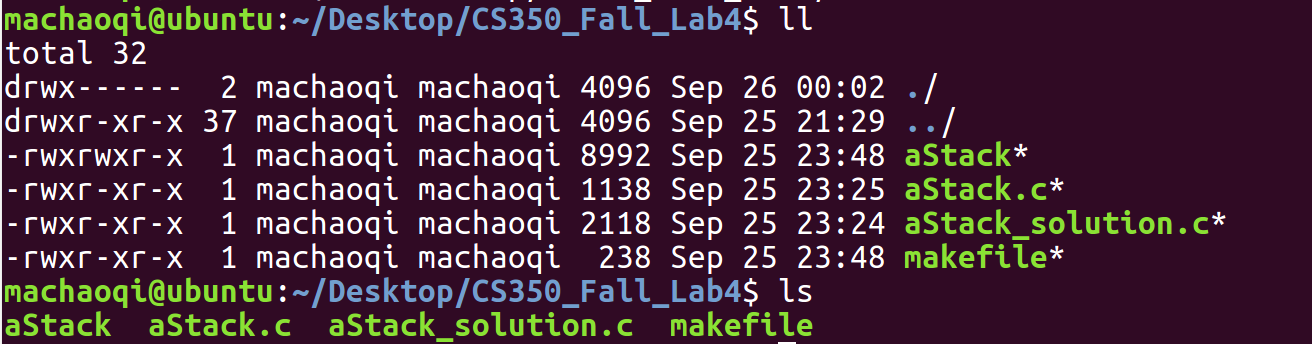 machaoqi@ubuntu:~/Desktop/CS350_Fall_Lab4$ ll
total 32
drwx------  2 machaoqi machaoqi 4096 Sep 26 00:02 ./
drwxr-xr-x 37 machaoqi machaoqi 4096 Sep 25 21:29 ../
-rwxrwxr-x  1 machaoqi machaoqi 8992 Sep 25 23:48 aStack*
-rwxr-xr-x  1 machaoqi machaoqi 1138 Sep 25 23:25 aStack.c*
-rwxr-xr-x  1 machaoqi machaoqi 2118 Sep 25 23:24 aStack_solution.c*
-rwxr-xr-x  1 machaoqi machaoqi  238 Sep 25 23:48 makefile*
machaoqi@ubuntu:~/Desktop/CS350_Fall_Lab4$ ls
aStack  aStack.c  aStack_solution.c  makefile